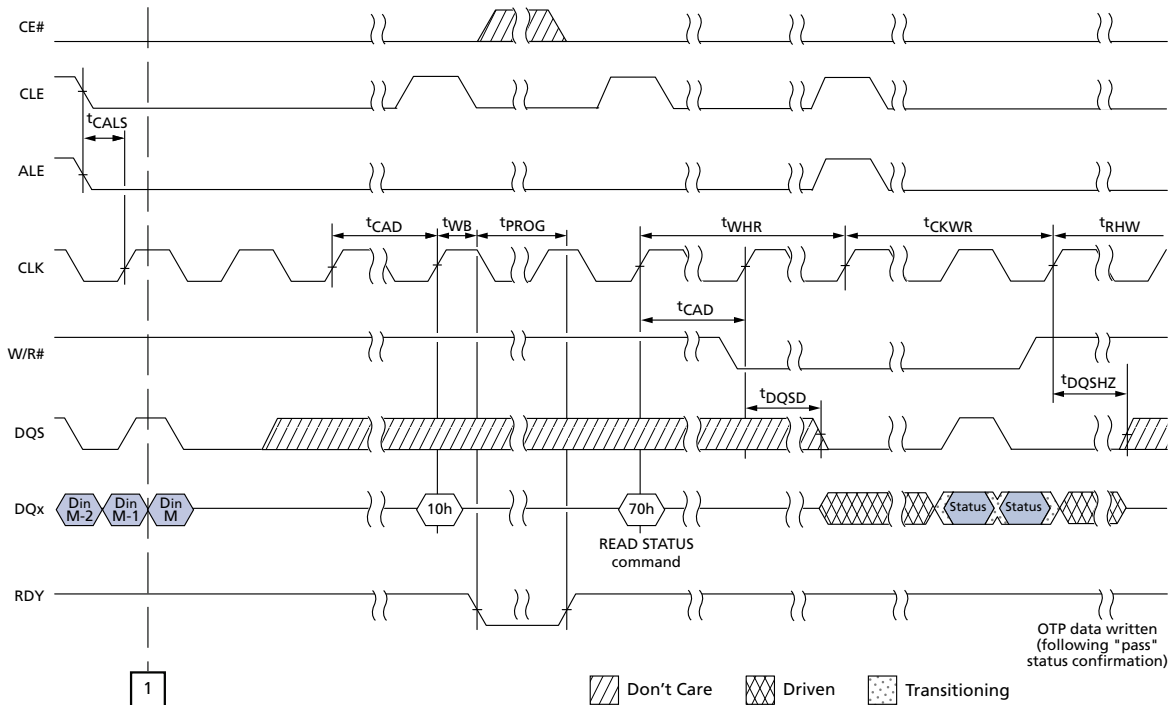 CE#
CLE
tCALS
ALE
tCAD
tWB
tPROG
tWHR
tCKWR
tRHW
CLK
tCAD
W/R#
tDQSD
tDQSHZ
DQS
DQx
Din
M-2
Din
M-1
Din
M
10h
70h
Status
Status
READ STATUS
command
RDY
OTP data written
(following "pass"
status confirmation)
1
Don't Care
Driven
Transitioning